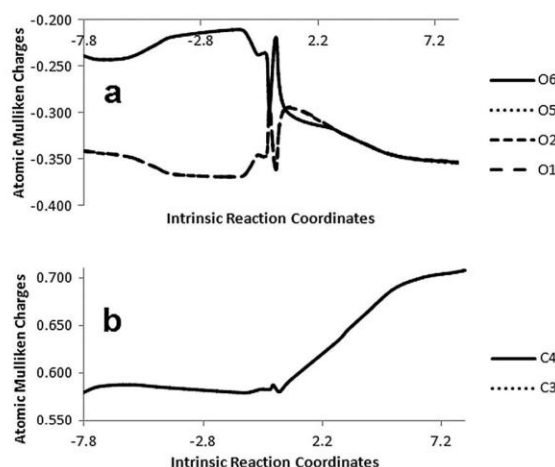 -0.200
-7.8 -2.8 2.2 7.2
-0.250
-0.300
-0.350
-0.400
Atomic Mulliken Charges
a
Intrinsic Reaction Coordinates
O6
O5
O2
O1
0.700
0.650
0.600
0.550
Atomic Mulliken Charges
b
-7.8 -2.8 2.2 7.2
Intrinsic Reaction Coordinates
C4
C3